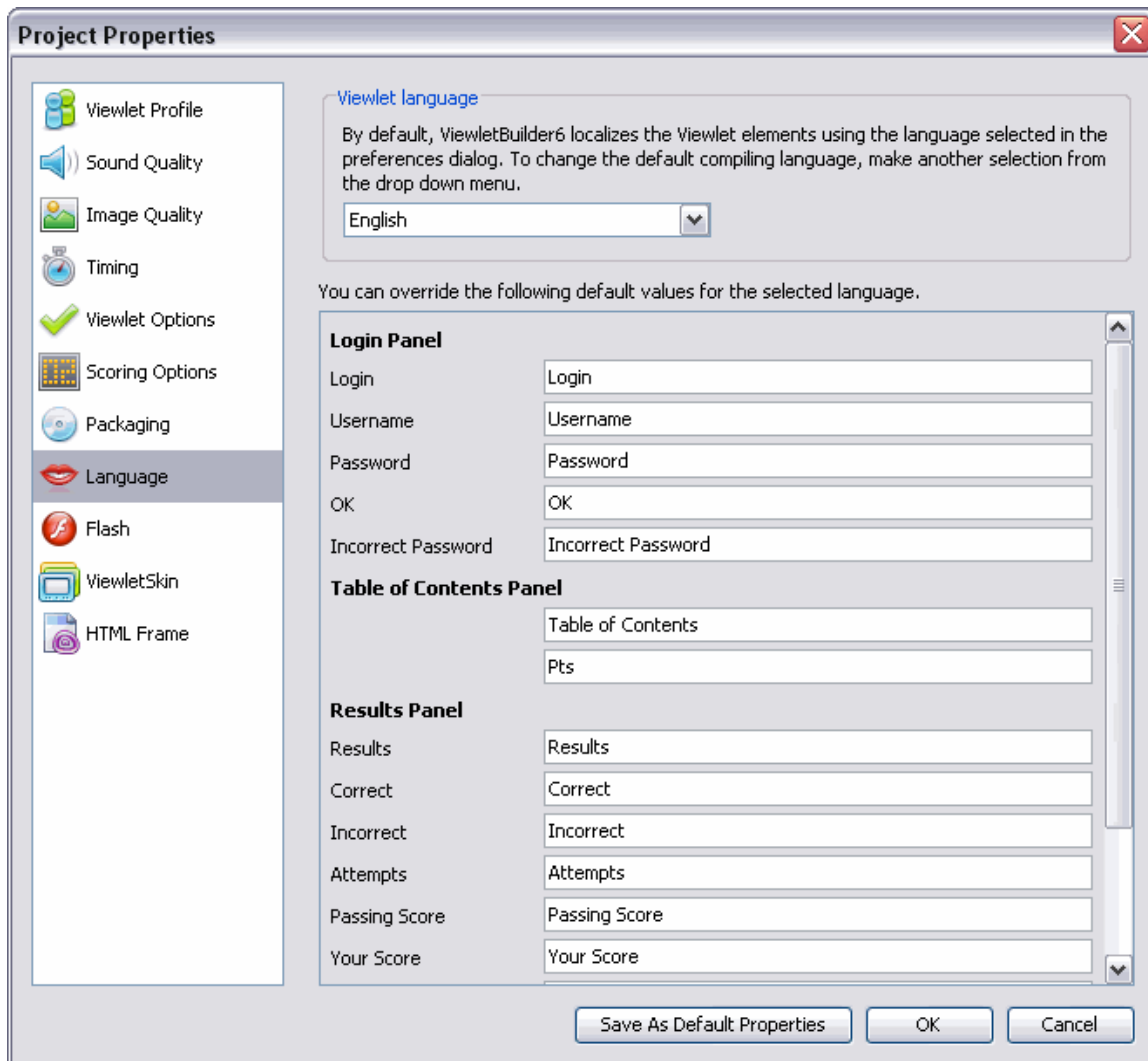 Project Properties
Viewlet Profile
Sound Quality
Image Quality
Timing
Viewlet Options
Scoring Options
Packaging
Language
Flash
ViewletSkin
HTML Frame
Viewlet language
By default, ViewletBuilder6 localizes the Viewlet elements using the language selected in the
preferences dialog. To change the default compiling language, make another selection from
the drop down menu.
English
You can override the following default values for the selected language.
Login Panel
Login Login
Username Username
Password Password
OK OK
Incorrect Password Incorrect Password
Table of Contents Panel
Table of Contents
Pts
Results Panel
Results Results
Correct Correct
Incorrect Incorrect
Attempts Attempts
Passing Score Passing Score
Your Score Your Score
Save As Default Properties OK Cancel